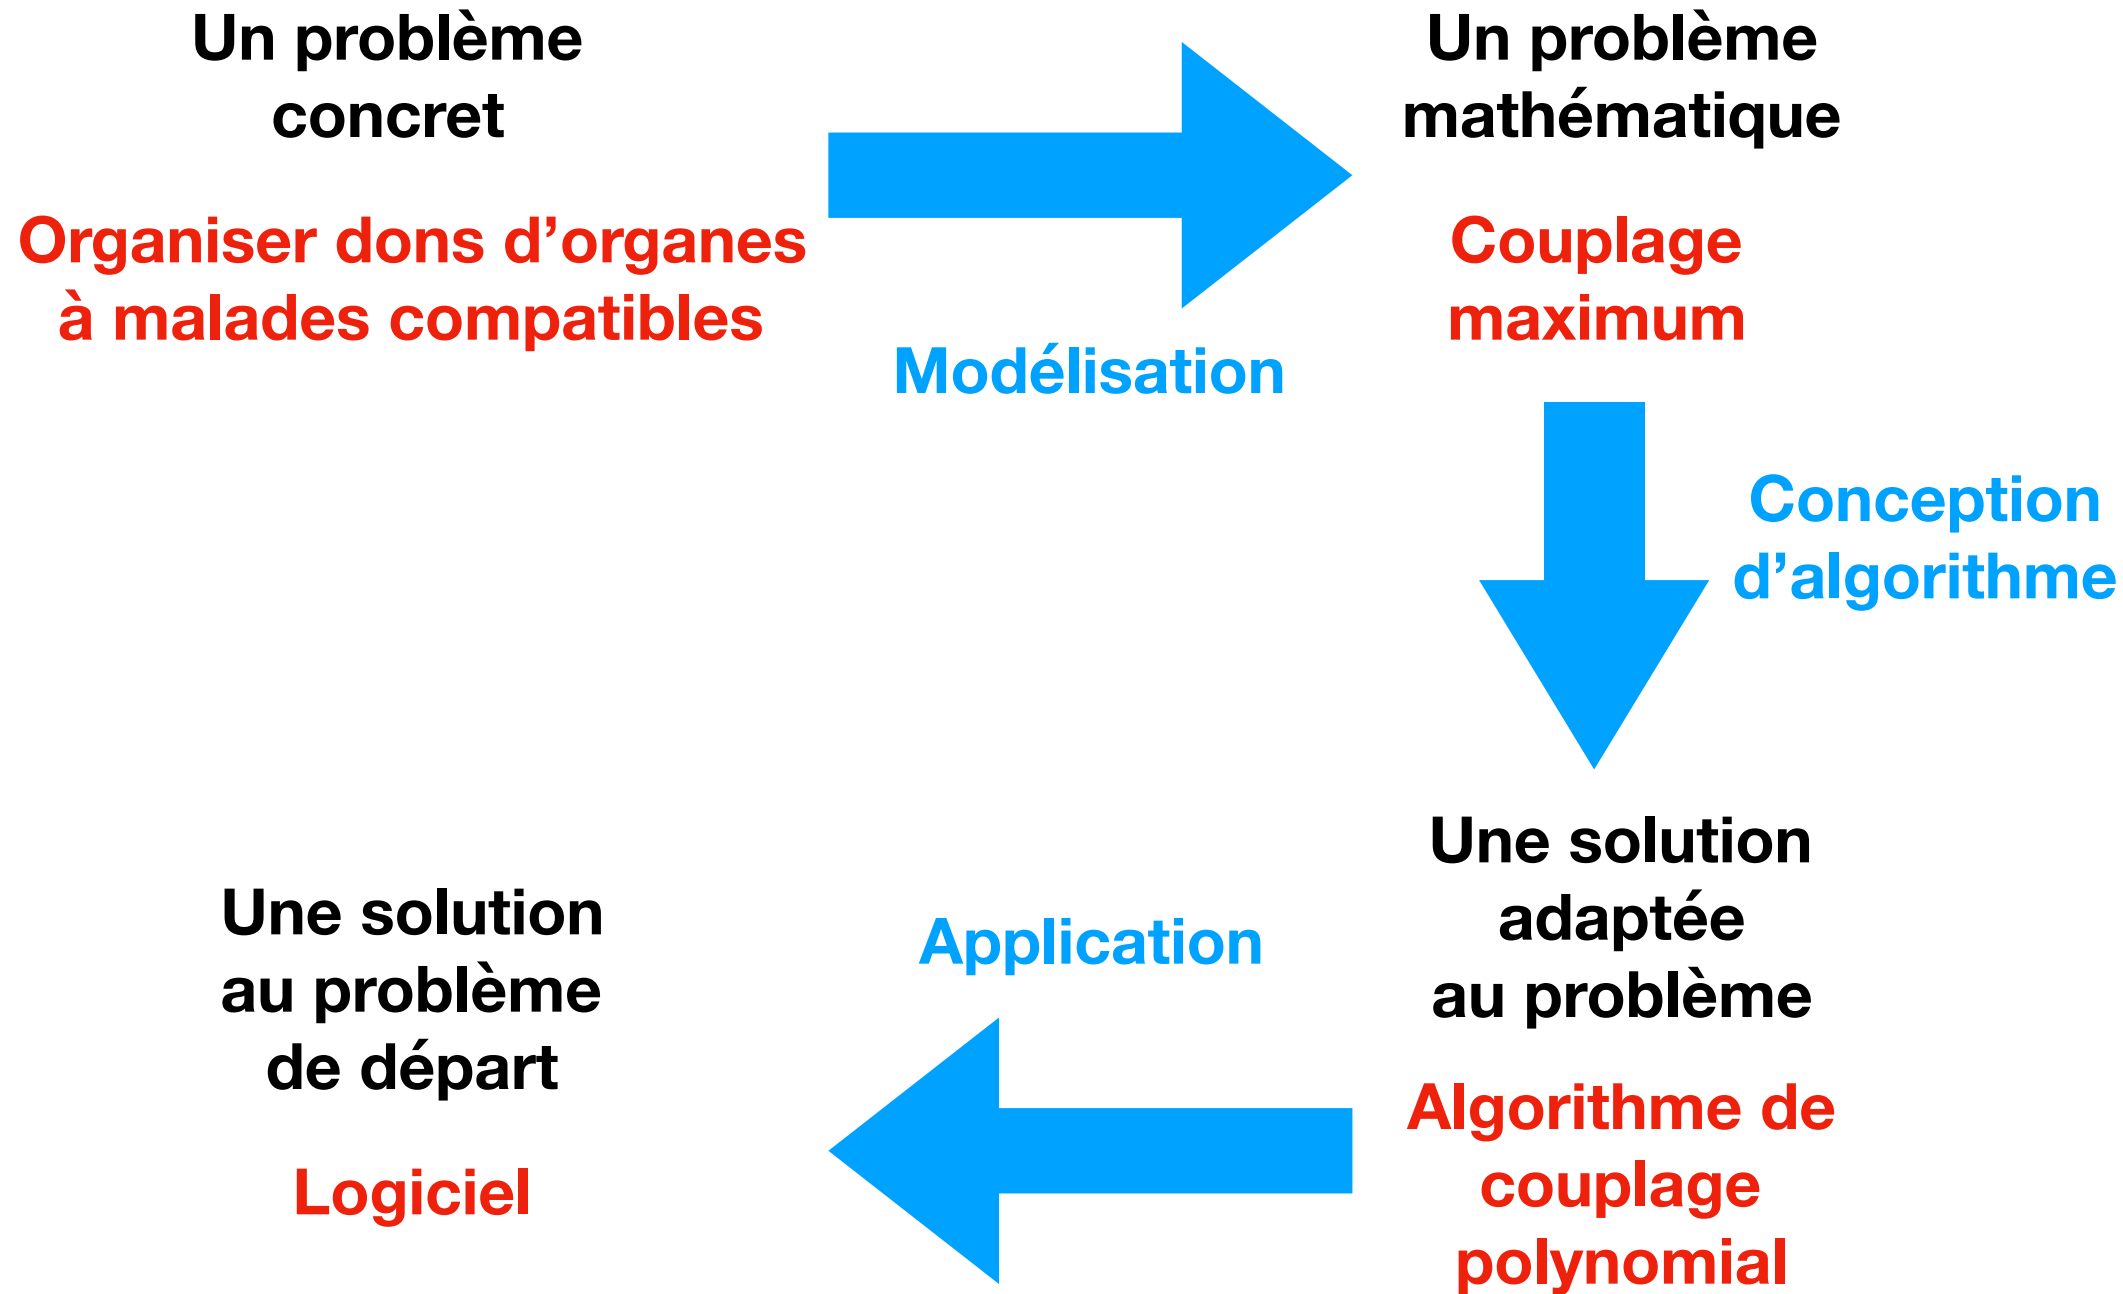 Un problème
concret
Organiser dons d’organes
à malades compatibles
Modélisation
Un problème
mathématique
Couplage
maximum
Conception
d’algorithme
Une solution
adaptée
au problème
Algorithme de
couplage
polynomial
Application
Une solution
au problème
de départ
Logiciel